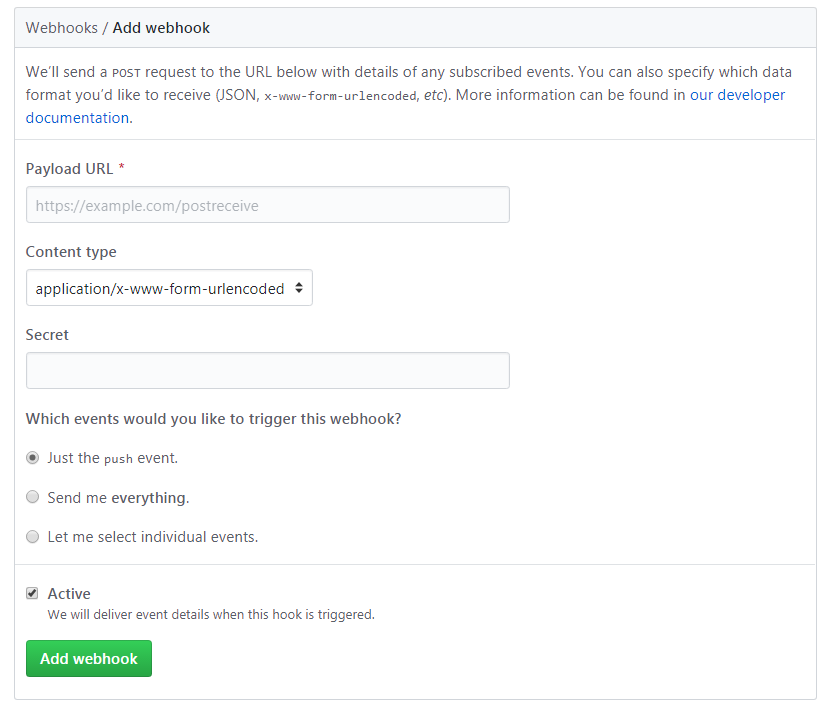 Webhooks / Add webhook
We’ll send a POST request to the URL below with details of any subscribed events. You can also specify which data
format you’d like to receive (JSON, x-www-form-urlencoded, etc). More information can be found in our developer
documentation.
Payload URL *
https://example.com/postreceive
Content type
application/x-www-form-urlencoded
Secret
Which events would you like to trigger this webhook?
Just the push event.
Send me everything.
Let me select individual events.
Active
We will deliver event details when this hook is triggered.
Add webhook